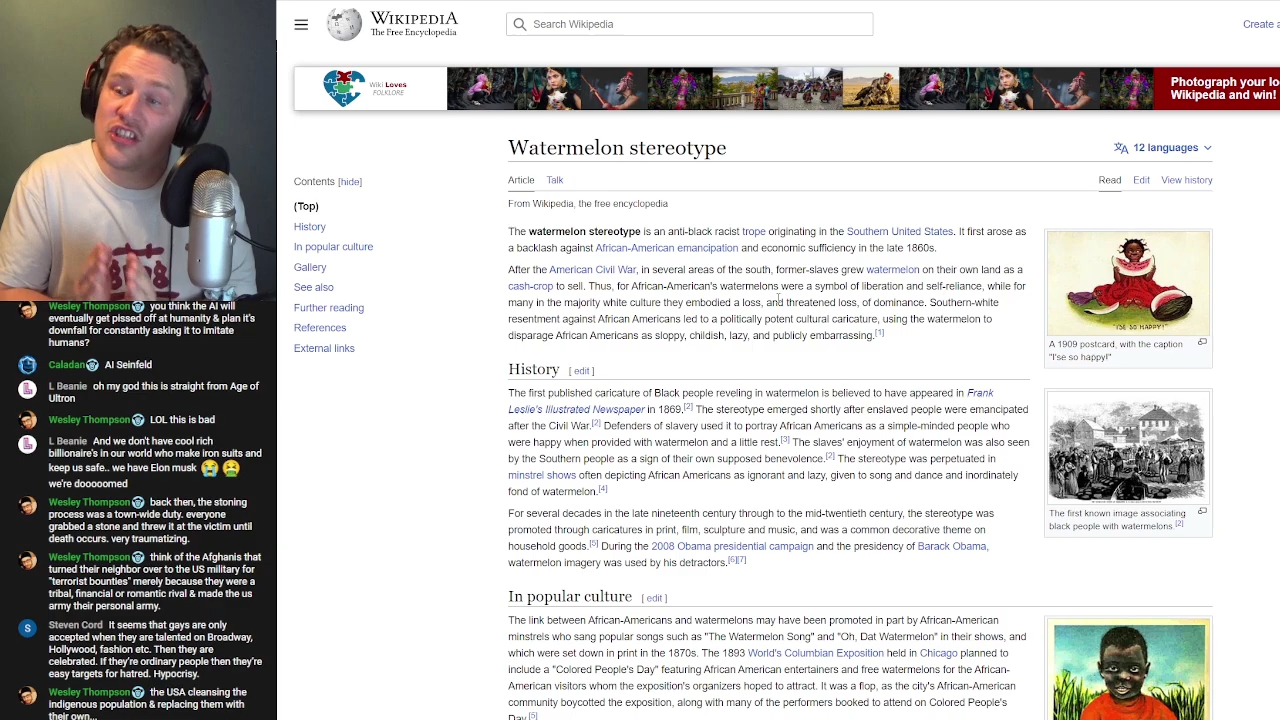 WIKIPEDIA
The Free Encyclopedia
Search Wikipedia
Create a
Wiki Loves
FOLKLORE
Photograph your lo
Wikipedia and win!
Watermelon stereotype
12 languages
Contents [hide]
(Top)
History
In popular culture
Gallery
See also
Further reading
References
External links
Article Talk
Read Edit View history
From Wikipedia, the free encyclopedia
The watermelon stereotype is an anti-black racist trope originating in the Southern United States. It first arose as
a backlash against African-American emancipation and economic sufficiency in the late 1860s.
After the American Civil War, in several areas of the south, former-slaves grew watermelon on their own land as a
cash-crop to sell. Thus, for African-American's watermelons were a symbol of liberation and self-reliance, while for
many in the majority white culture they embodied a loss, and threatened loss, of dominance. Southern-white
resentment against African Americans led to a politically potent cultural caricature, using the watermelon to
disparage African Americans as sloppy, childish, lazy, and publicly embarrassing.[1]
"I'SE SO HAPPY!"
A 1909 postcard, with the caption
"I'se so happy!"
History [ edit ]
The first published caricature of Black people reveling in watermelon is believed to have appeared in Frank
Leslie's Illustrated Newspaper in 1869.[2] The stereotype emerged shortly after enslaved people were emancipated
after the Civil War.[2] Defenders of slavery used it to portray African Americans as a simple-minded people who
were happy when provided with watermelon and a little rest.[3] The slaves' enjoyment of watermelon was also seen
by the Southern people as a sign of their own supposed benevolence.[2] The stereotype was perpetuated in
minstrel shows often depicting African Americans as ignorant and lazy, given to song and dance and inordinately
fond of watermelon.[4]
For several decades in the late nineteenth century through to the mid-twentieth century, the stereotype was
promoted through caricatures in print, film, sculpture and music, and was a common decorative theme on
household goods.[5] During the 2008 Obama presidential campaign and the presidency of Barack Obama,
watermelon imagery was used by his detractors.[6][7]
The first known image associating
black people with watermelons.[2]
In popular culture [ edit ]
The link between African-Americans and watermelons may have been promoted in part by African-American
minstrels who sang popular songs such as "The Watermelon Song" and "Oh, Dat Watermelon" in their shows, and
which were set down in print in the 1870s. The 1893 World's Columbian Exposition held in Chicago planned to
include a "Colored People's Day" featuring African American entertainers and free watermelons for the African-
American visitors whom the exposition's organizers hoped to attract. It was a flop, as the city's African-American
community boycotted the exposition, along with many of the performers booked to attend on Colored People's
Day.[5]
Wesley Thompson you think the AI will
eventually get pissed off at humanity & plan it's
downfall for constantly asking it to imitate
humans?
Caladan AI Seinfeld
L Beanie oh my god this is straight from Age of
Ultron
Wesley Thompson LOL this is bad
L Beanie And we don't have cool rich
billionaire's in our world who make iron suits and
keep us safe.. we have Elon musk 😭🤮
we're dooooomed
Wesley Thompson back then, the stoning
process was a town-wide duty. everyone
grabbed a stone and threw it at the victim until
death occurs. very traumatizing.
Wesley Thompson think of the Afghanis that
turned their neighbor over to the US military for
"terrorist bounties" merely because they were a
tribal, financial or romantic rival & made the us
army their personal army.
S
Steven Cord It seems that gays are only
accepted when they are talented on Broadway,
Hollywood, fashion etc. Then they are
celebrated. If they're ordinary people then they're
easy targets for hatred. Hypocrisy.
Wesley Thompson the USA cleansing the
indigenous population & replacing them with
their own...